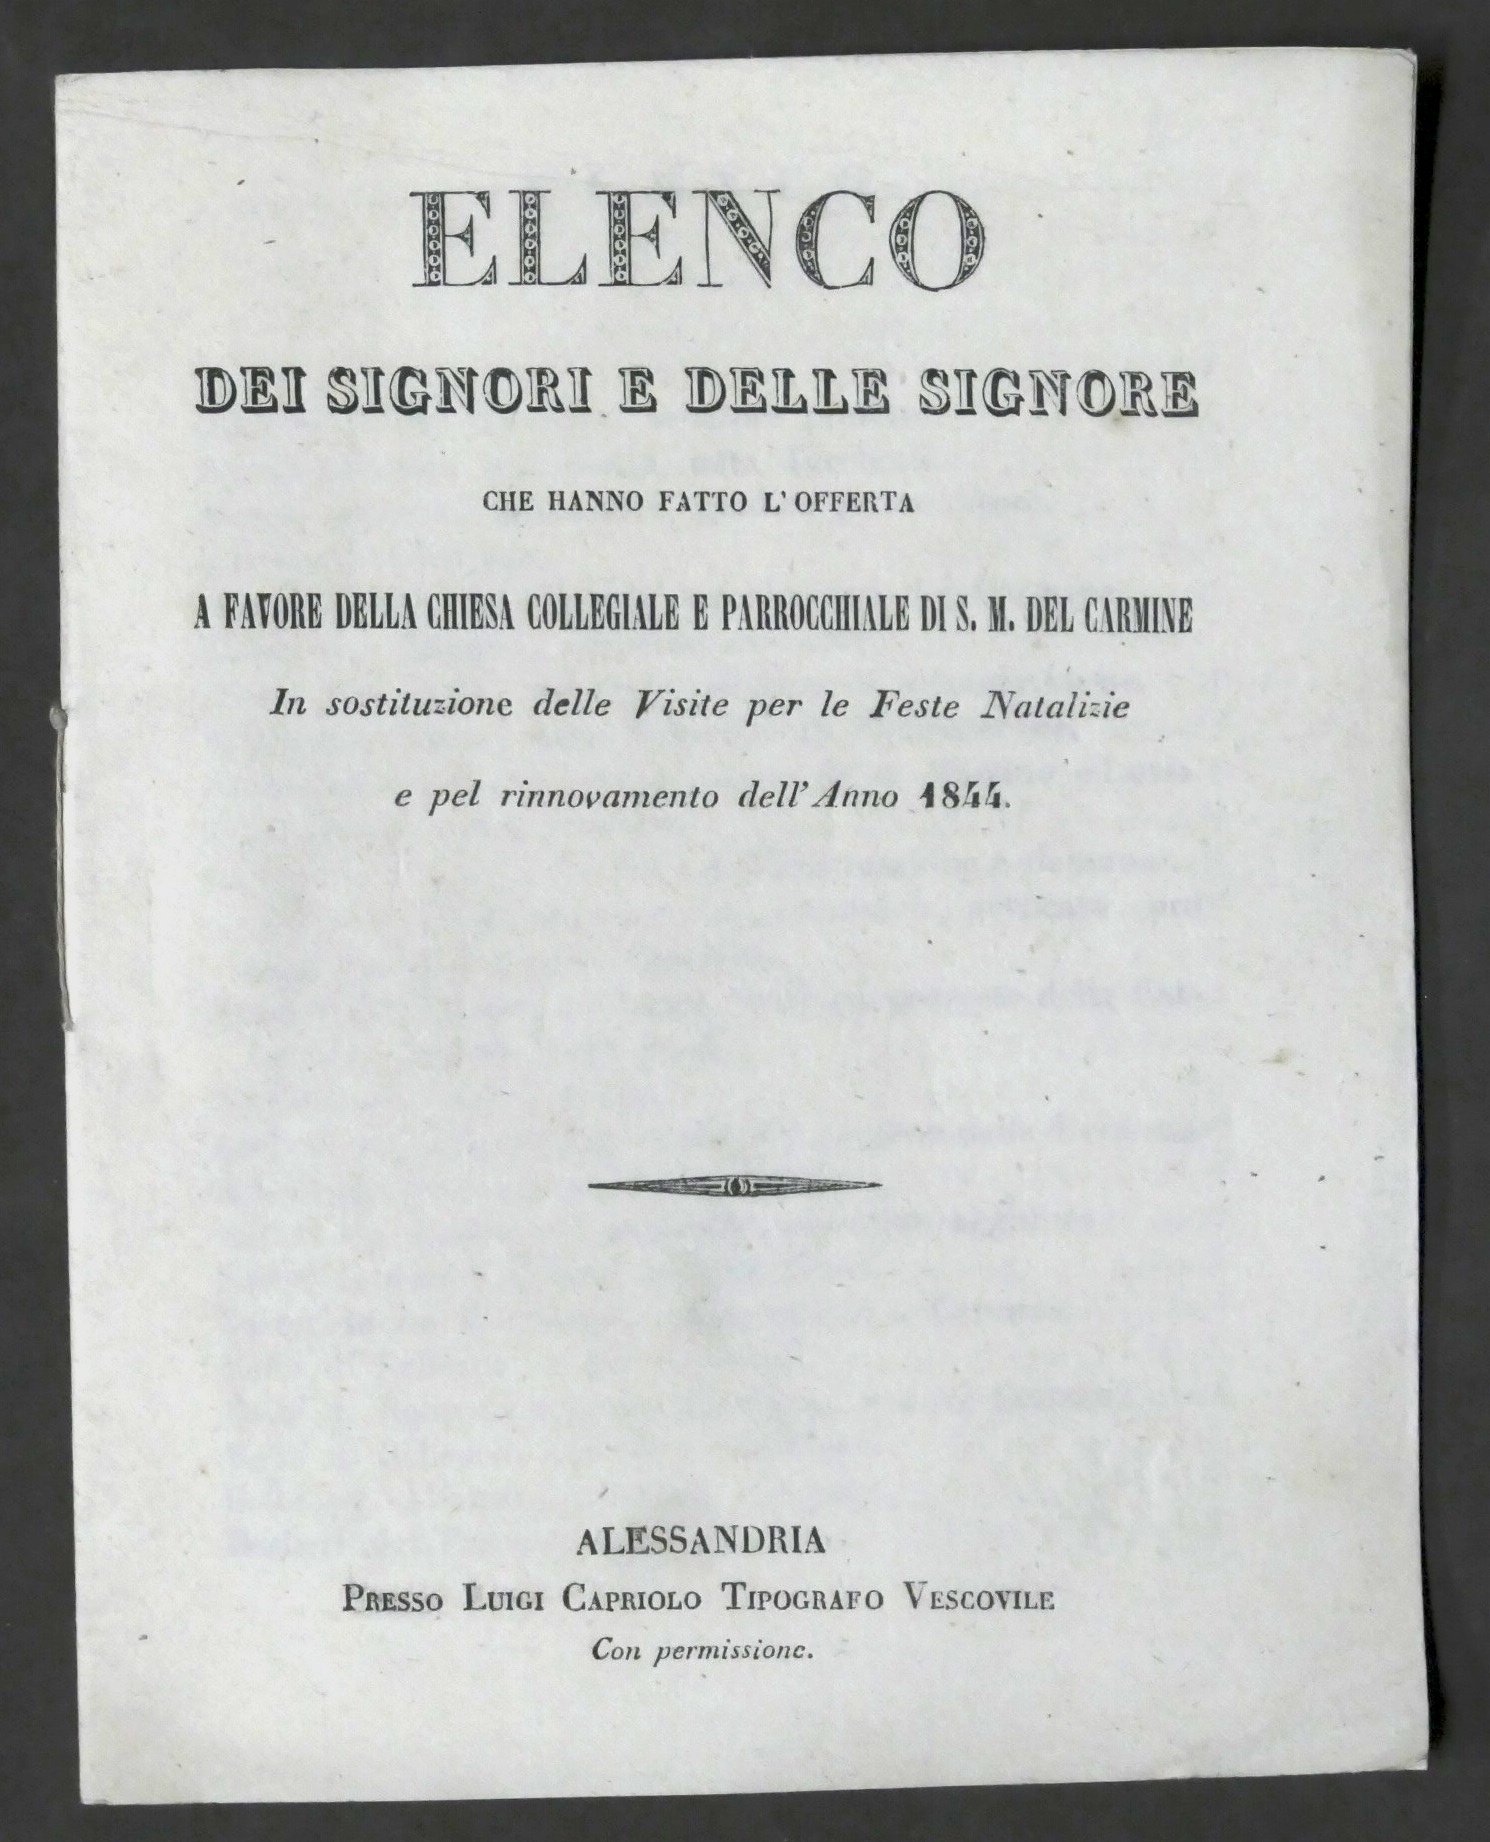 ELENCO
DEI SIGNORI E DELLE SIGNORE
CHE HANNO FATTO L'OFFERTA
A FAVORE DELLA CHIESA COLLEGIALE E PARROCCHIALE DI S. M. DEL CARMINE
In sostituzione delle Visite per le Feste Natalizie
e pel rinnovamento dell'Anno 1844.
ALESSANDRIA
PRESSO LUIGI CAPRIOLO TIPOGRAFO VESCOVILE
Con permissione.